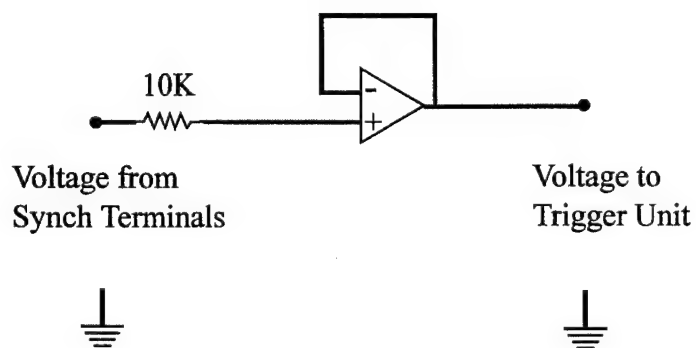 10K
-
+
Voltage from
Synch Terminals
Voltage to
Trigger Unit